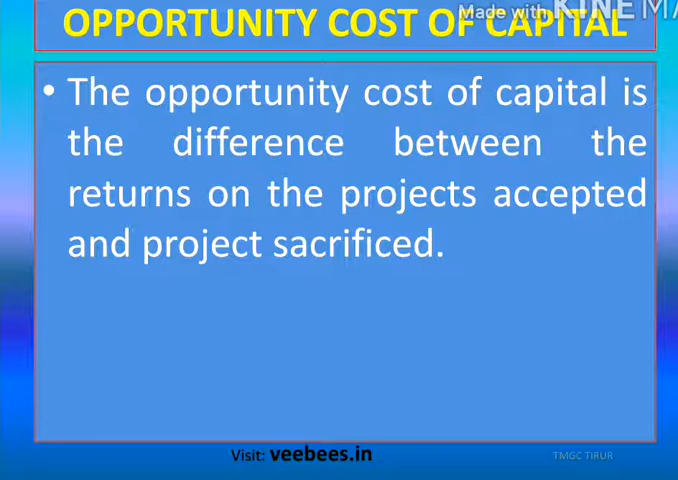 OPPORTUNITY COST OF CAPITAL
Made with
• The opportunity cost of capital is
the difference between the
returns on the projects accepted
and project sacrificed.
Visit: veebees.in
TMGC TIRUR